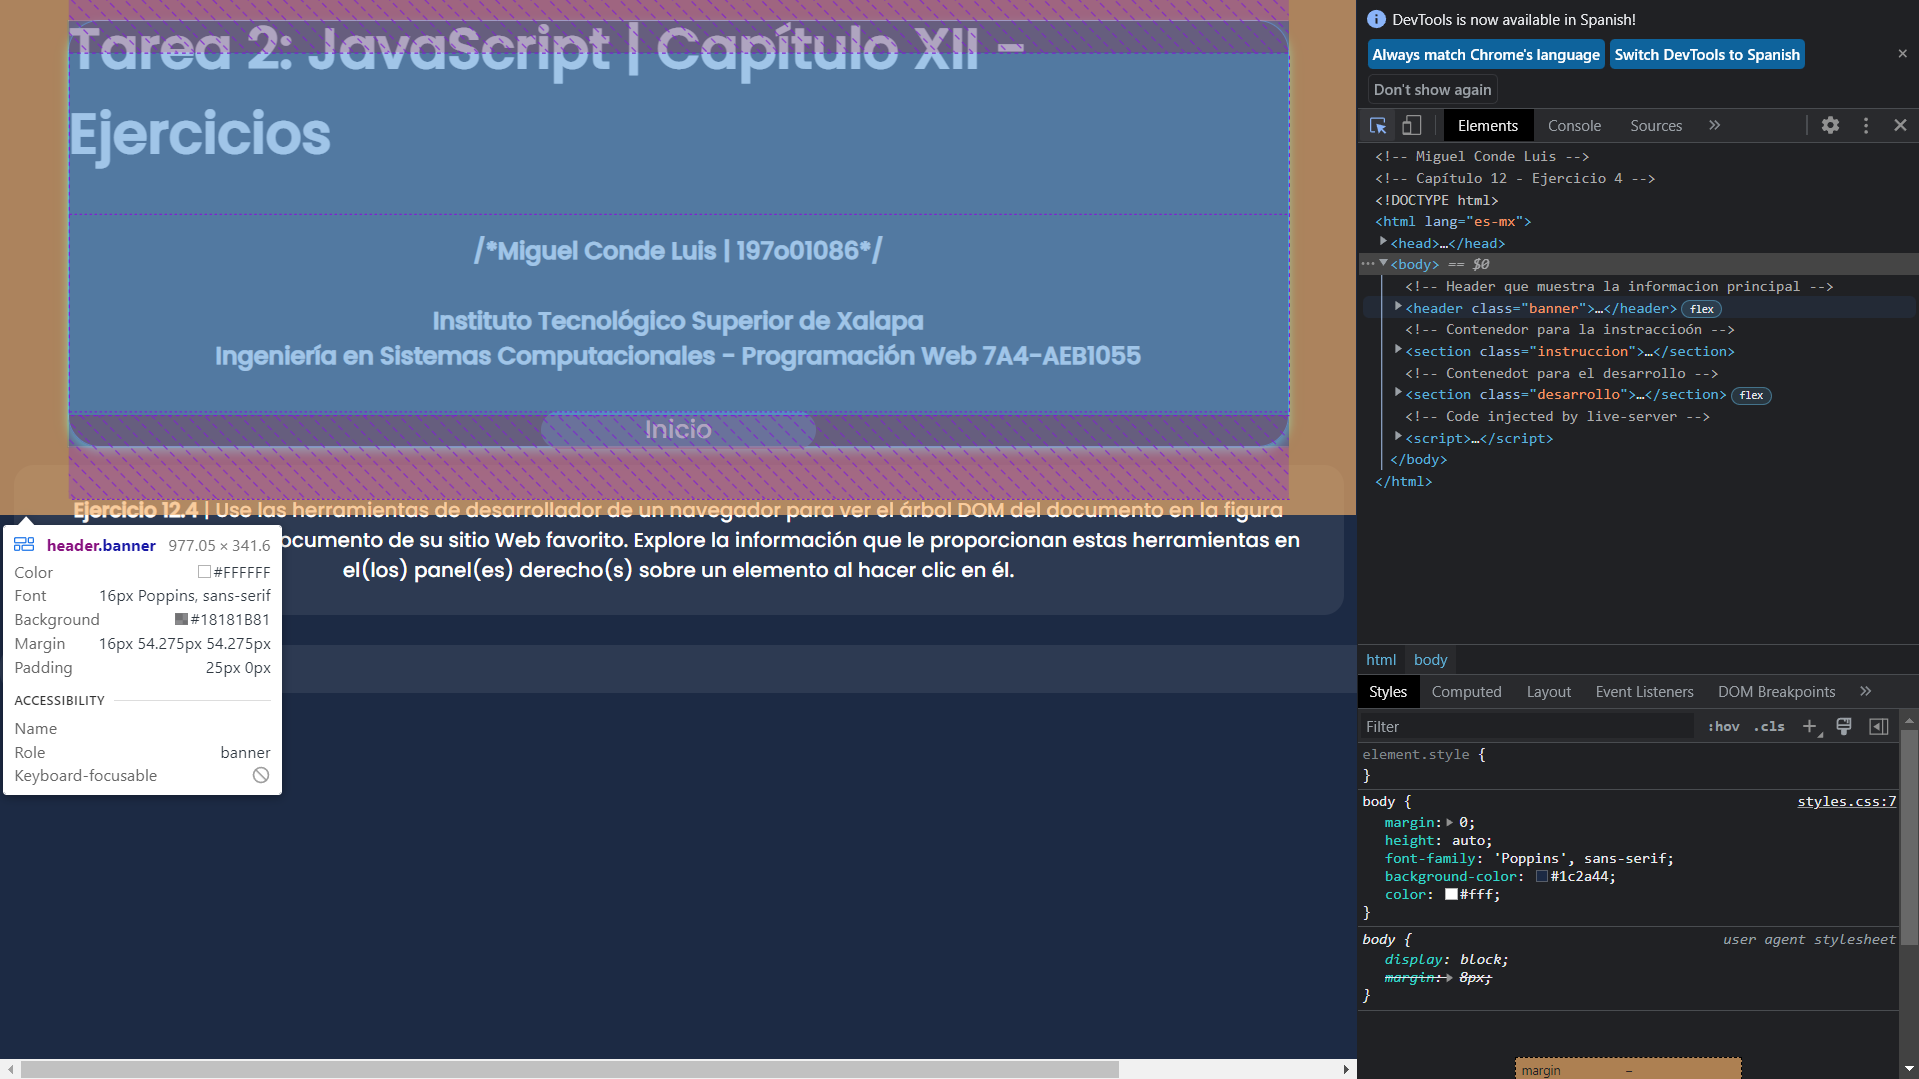 Tarea 2: JavaScript | Capítulo XII -
Ejercicios
/*Miguel Conde Luis | 197o01086*/
Instituto Tecnológico Superior de Xalapa
Ingeniería en Sistemas Computacionales - Programación Web 7A4-AEB1055
Inicio
Ejercicio 12.4 | Use las herramientas de desarrollador de un navegador para ver el árbol DOM del documento en la figura
ocumento de su sitio Web favorito. Explore la información que le proporcionan estas herramientas en
el(los) panel(es) derecho(s) sobre un elemento al hacer clic en él.
header.banner 977.05 × 341.6
Color #FFFFFF
Font 16px Poppins, sans-serif
Background #18181B81
Margin 16px 54.275px 54.275px
Padding 25px 0px
ACCESSIBILITY
Name
Role banner
Keyboard-focusable
DevTools is now available in Spanish!
Always match Chrome's language Switch DevTools to Spanish
Don't show again
Elements Console Sources »
<!-- Miguel Conde Luis -->
<!-- Capítulo 12 - Ejercicio 4 -->
<!DOCTYPE html>
<html lang="es-mx">
<head>…</head>
<body> == $0
<!-- Header que muestra la informacion principal -->
<header class="banner">…</header> flex
<!-- Contenedor para la instraccioón -->
<section class="instruccion">…</section>
<!-- Contenedot para el desarrollo -->
<section class="desarrollo">…</section> flex
<!-- Code injected by live-server -->
<script>…</script>
</body>
</html>
html body
Styles Computed Layout Event Listeners DOM Breakpoints »
Filter :hov .cls +
element.style {
}
body { styles.css:7
margin: 0;
height: auto;
font-family: 'Poppins', sans-serif;
background-color: #1c2a44;
color: #fff;
}
body { user agent stylesheet
display: block;
margin: 8px;
}
margin –